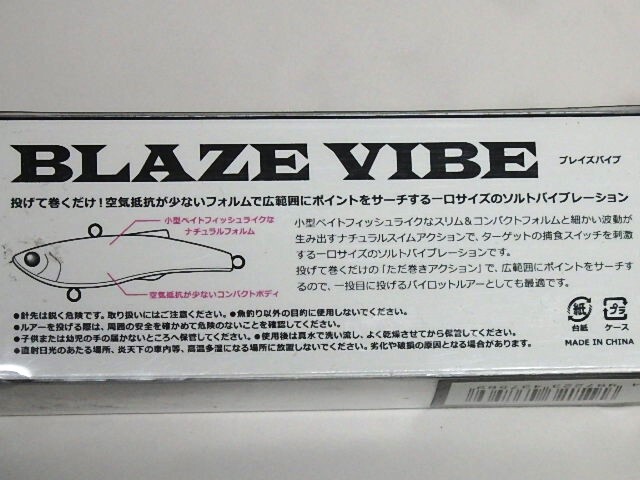 BLAZE VIBE ブレイズバイブ
投げて巻くだけ!空気抵抗が少ないフォルムで広範囲にポイントをサーチする一口サイズのソルトバイブレーション
小型ベイトフィッシュライクな
ナチュラルフォルム
空気抵抗が少ないコンパクトボディ
小型ベイトフィッシュライクなスリム&コンパクトフォルムと細かい波動が
生み出すナチュラルスイムアクションで、ターゲットの捕食スイッチを刺激
する一口サイズのソルトバイブレーションです。
投げて巻くだけの「ただ巻きアクション」で、広範囲にポイントをサーチす
るので、一投目に投げるパイロットルアーとしても最適です。
●針先は鋭く危険です。取り扱いにはご注意ください。●魚釣り以外の目的に使用しないでください。
●ルアーを投げる際は、周囲の安全を確かめて危険のないことを確認してください。
●子供または幼児の手の届かないところへ保管してください。●使用後は真水で洗い流し、よく乾燥させてから保管してください。
●直射日光のあたる場所、炎天下の車内等、高温多湿になる場所に放置しないでください。劣化や破損の原因となる場合があります。
紙 プラ
台紙 ケース
MADE IN CHINA